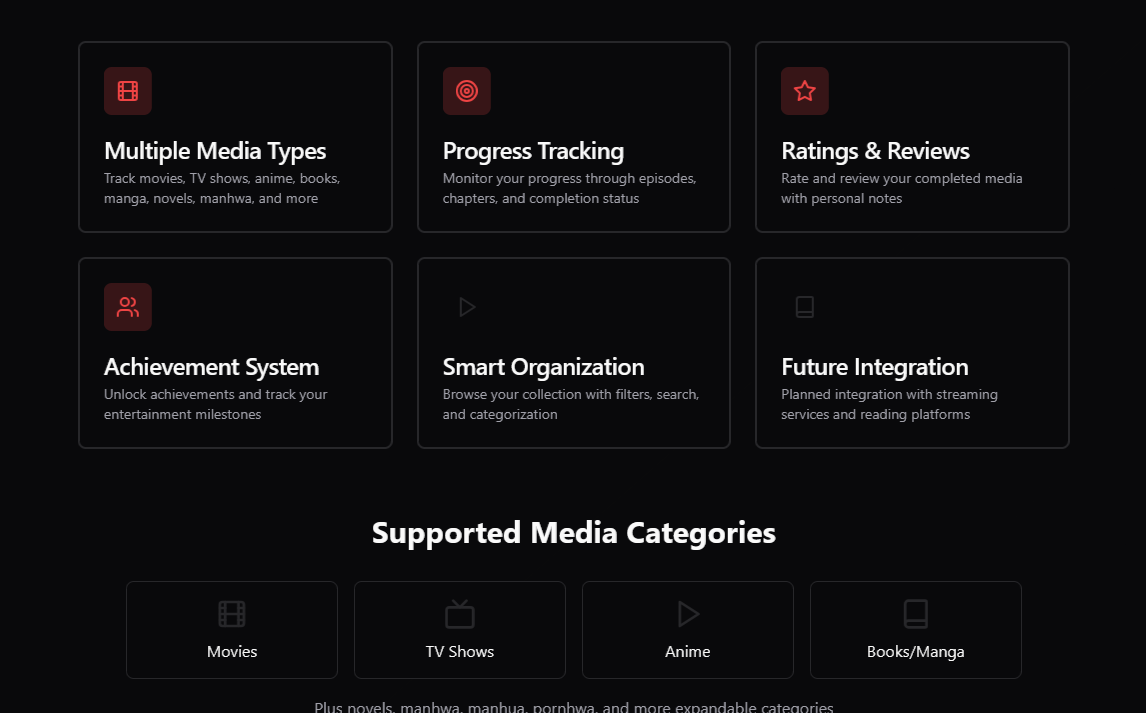 Multiple Media Types
Track movies, TV shows, anime, books,
manga, novels, manhwa, and more
Progress Tracking
Monitor your progress through episodes,
chapters, and completion status
Ratings & Reviews
Rate and review your completed media
with personal notes
Achievement System
Unlock achievements and track your
entertainment milestones
Smart Organization
Browse your collection with filters, search,
and categorization
Future Integration
Planned integration with streaming
services and reading platforms
Supported Media Categories
Movies
TV Shows
Anime
Books/Manga
Plus novels, manhwa, manhua, pornhwa, and more expandable categories